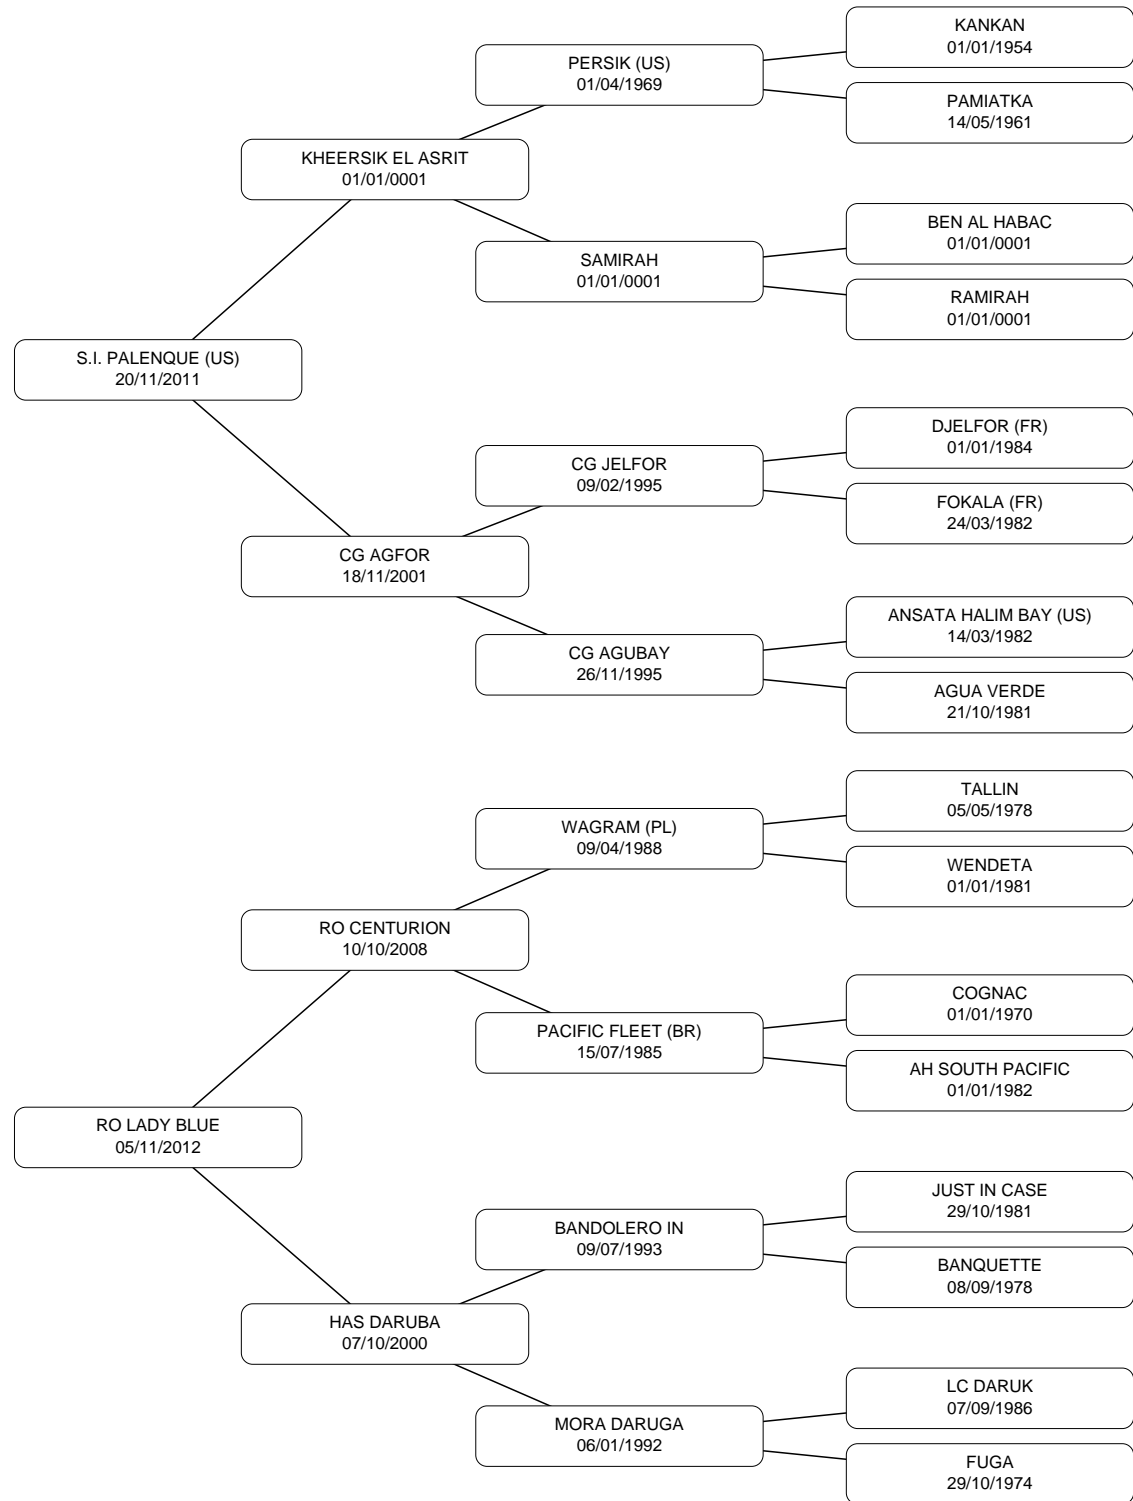 KANKAN
01/01/1954
PERSIK (US)
01/04/1969
PAMIATKA
14/05/1961
KHEERSIK EL ASRIT
01/01/0001
BEN AL HABAC
01/01/0001
SAMIRAH
01/01/0001
RAMIRAH
01/01/0001
S.I. PALENQUE (US)
20/11/2011
DJELFOR (FR)
01/01/1984
CG JELFOR
09/02/1995
FOKALA (FR)
24/03/1982
CG AGFOR
18/11/2001
ANSATA HALIM BAY (US)
14/03/1982
CG AGUBAY
26/11/1995
AGUA VERDE
21/10/1981
TALLIN
05/05/1978
WAGRAM (PL)
09/04/1988
WENDETA
01/01/1981
RO CENTURION
10/10/2008
COGNAC
01/01/1970
PACIFIC FLEET (BR)
15/07/1985
AH SOUTH PACIFIC
01/01/1982
RO LADY BLUE
05/11/2012
JUST IN CASE
29/10/1981
BANDOLERO IN
09/07/1993
BANQUETTE
08/09/1978
HAS DARUBA
07/10/2000
LC DARUK
07/09/1986
MORA DARUGA
06/01/1992
FUGA
29/10/1974